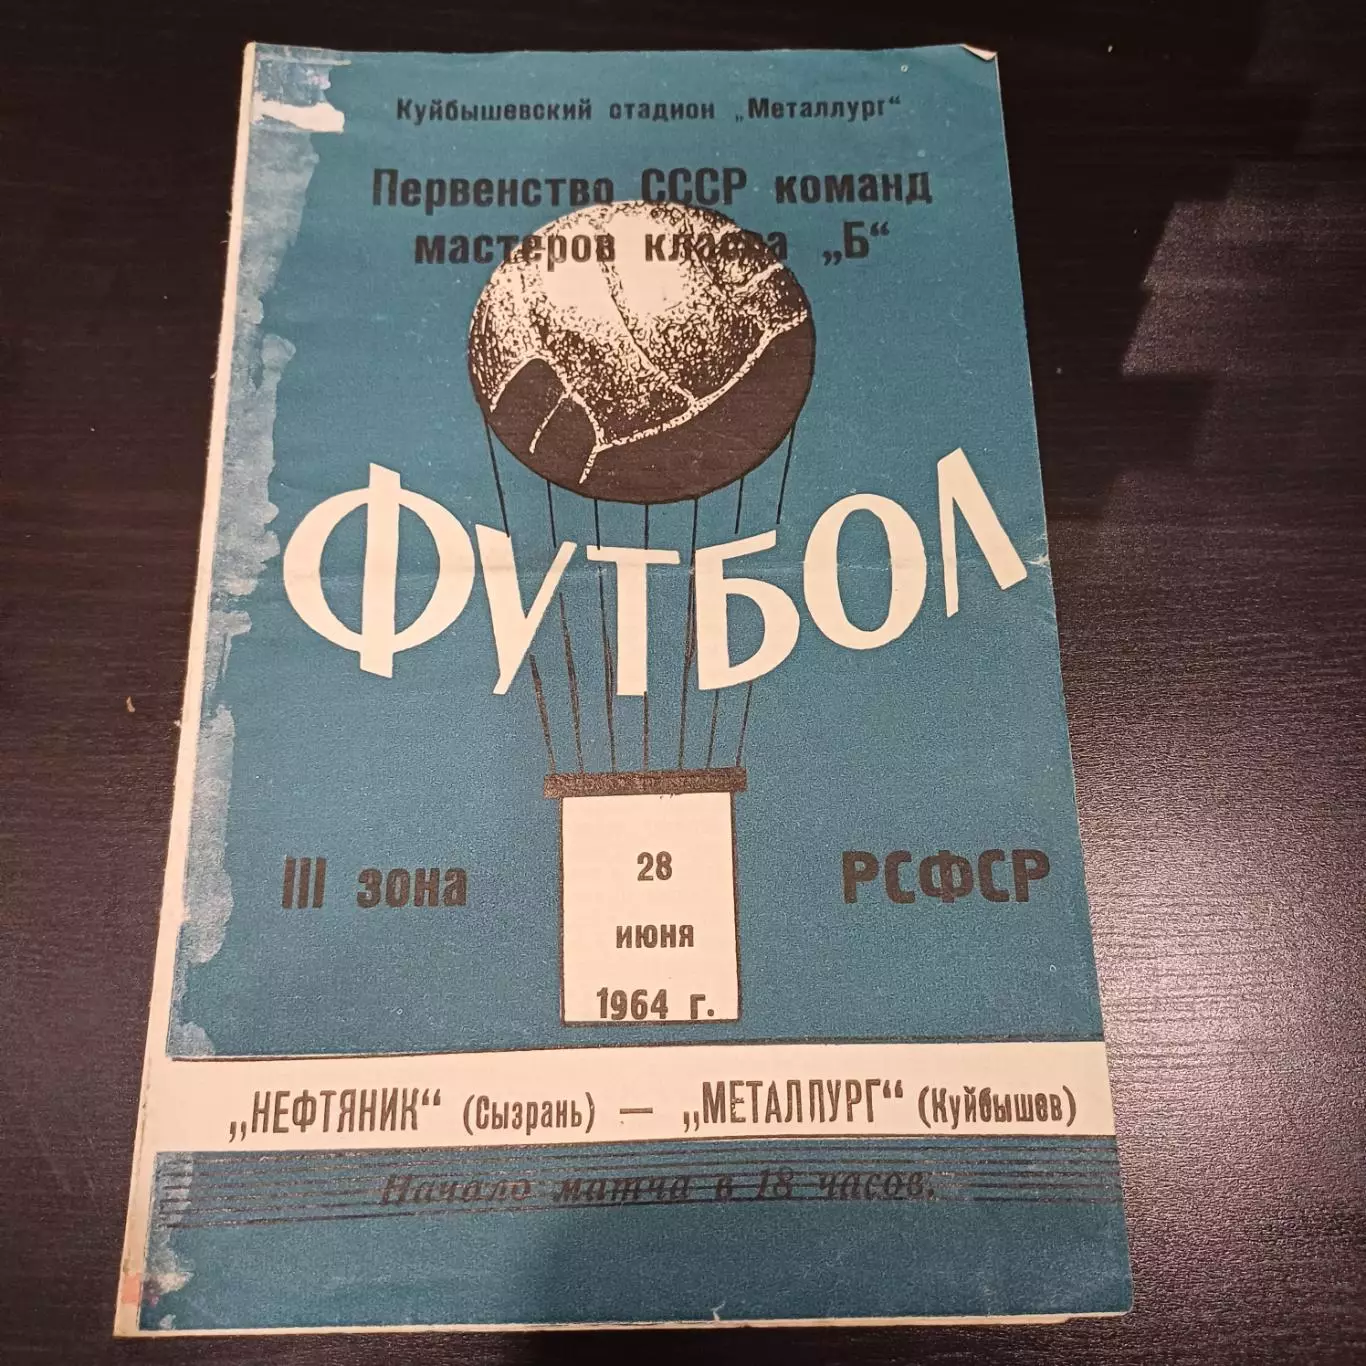 Куйбышевский стадион „Металлург“
Первенство СССР команд
мастеров класса „Б“
ФУТБОЛ
III зона
РСФСР
28
июня
1964 г.
„НЕФТЯНИК“ (Сызрань) — „МЕТАЛЛУРГ“ (Куйбышев)
Начало матча в 18 часов.